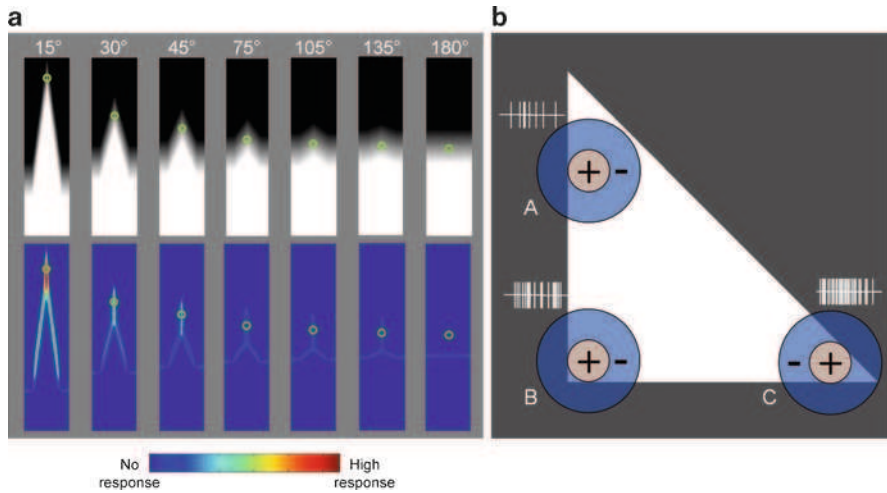 a
15° 30° 45° 75° 105° 135° 180°
No response
High response
b
A
+ -
B
+ -
C
- +